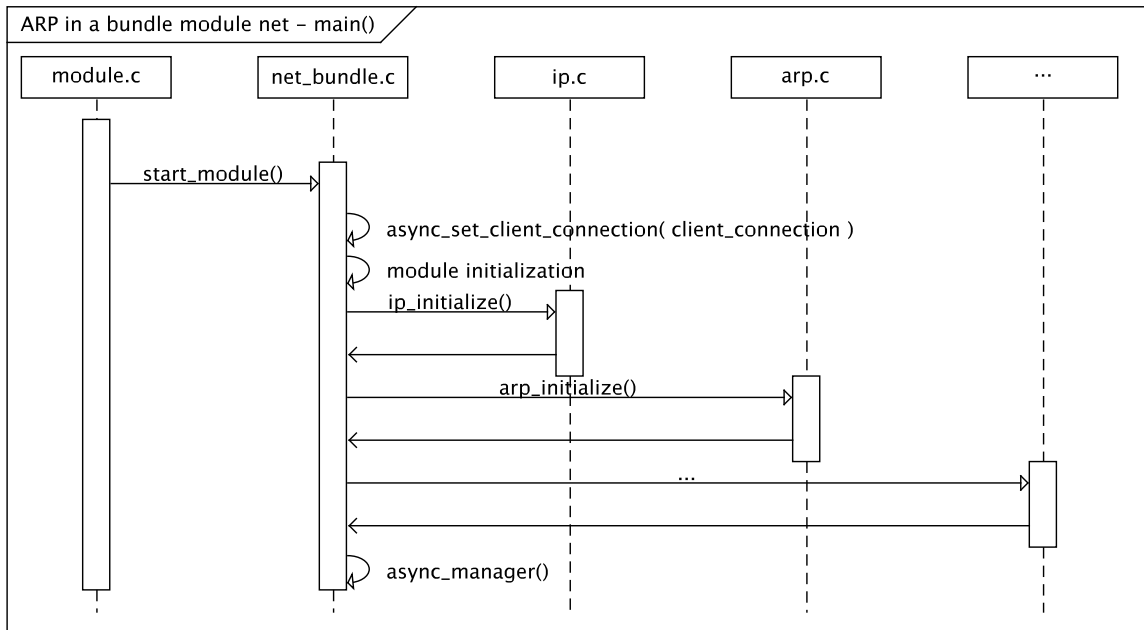 ARP in a bundle module net – main()
module.c
net_bundle.c
ip.c
arp.c
...
start_module()
async_set_client_connection( client_connection )
module initialization
ip_initialize()
arp_initialize()
...
async_manager()